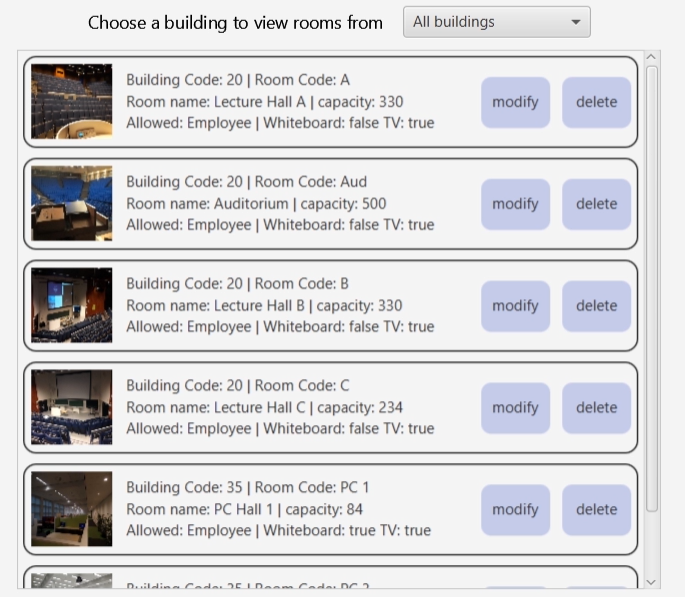 Choose a building to view rooms from All buildings
Building Code: 20 | Room Code: A
Room name: Lecture Hall A | capacity: 330
Allowed: Employee | Whiteboard: false TV: true
modify delete
Building Code: 20 | Room Code: Aud
Room name: Auditorium | capacity: 500
Allowed: Employee | Whiteboard: false TV: true
modify delete
Building Code: 20 | Room Code: B
Room name: Lecture Hall B | capacity: 330
Allowed: Employee | Whiteboard: false TV: true
modify delete
Building Code: 20 | Room Code: C
Room name: Lecture Hall C | capacity: 234
Allowed: Employee | Whiteboard: false TV: true
modify delete
Building Code: 35 | Room Code: PC 1
Room name: PC Hall 1 | capacity: 84
Allowed: Employee | Whiteboard: true TV: true
modify delete
Building Code: 35 | Room Code: PC